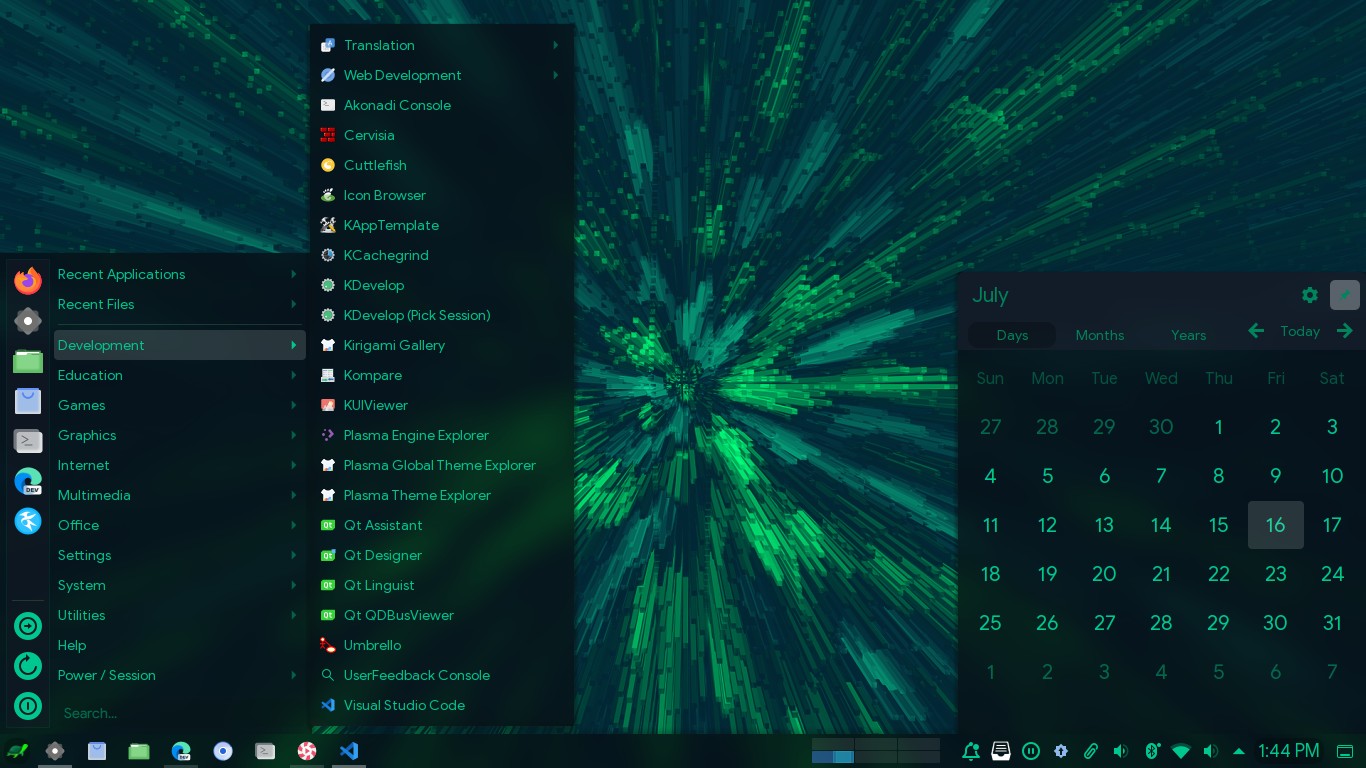 Translation
Web Development
Akonadi Console
Cervisia
Cuttlefish
Icon Browser
KAppTemplate
KCachegrind
KDevelop
KDevelop (Pick Session)
Kirigami Gallery
Kompare
KUIViewer
Plasma Engine Explorer
Plasma Global Theme Explorer
Plasma Theme Explorer
Qt Assistant
Qt Designer
Qt Linguist
Qt QDBusViewer
Umbrello
UserFeedback Console
Visual Studio Code
Recent Applications
Recent Files
Development
Education
Games
Graphics
Internet
Multimedia
Office
Settings
System
Utilities
Help
Power / Session
Search...
DEV
July
Days Months Years Today
Sun Mon Tue Wed Thu Fri Sat
27 28 29 30 1 2 3
4 5 6 7 8 9 10
11 12 13 14 15 16 17
18 19 20 21 22 23 24
25 26 27 28 29 30 31
1 2 3 4 5 6 7
DEV
1:44 PM